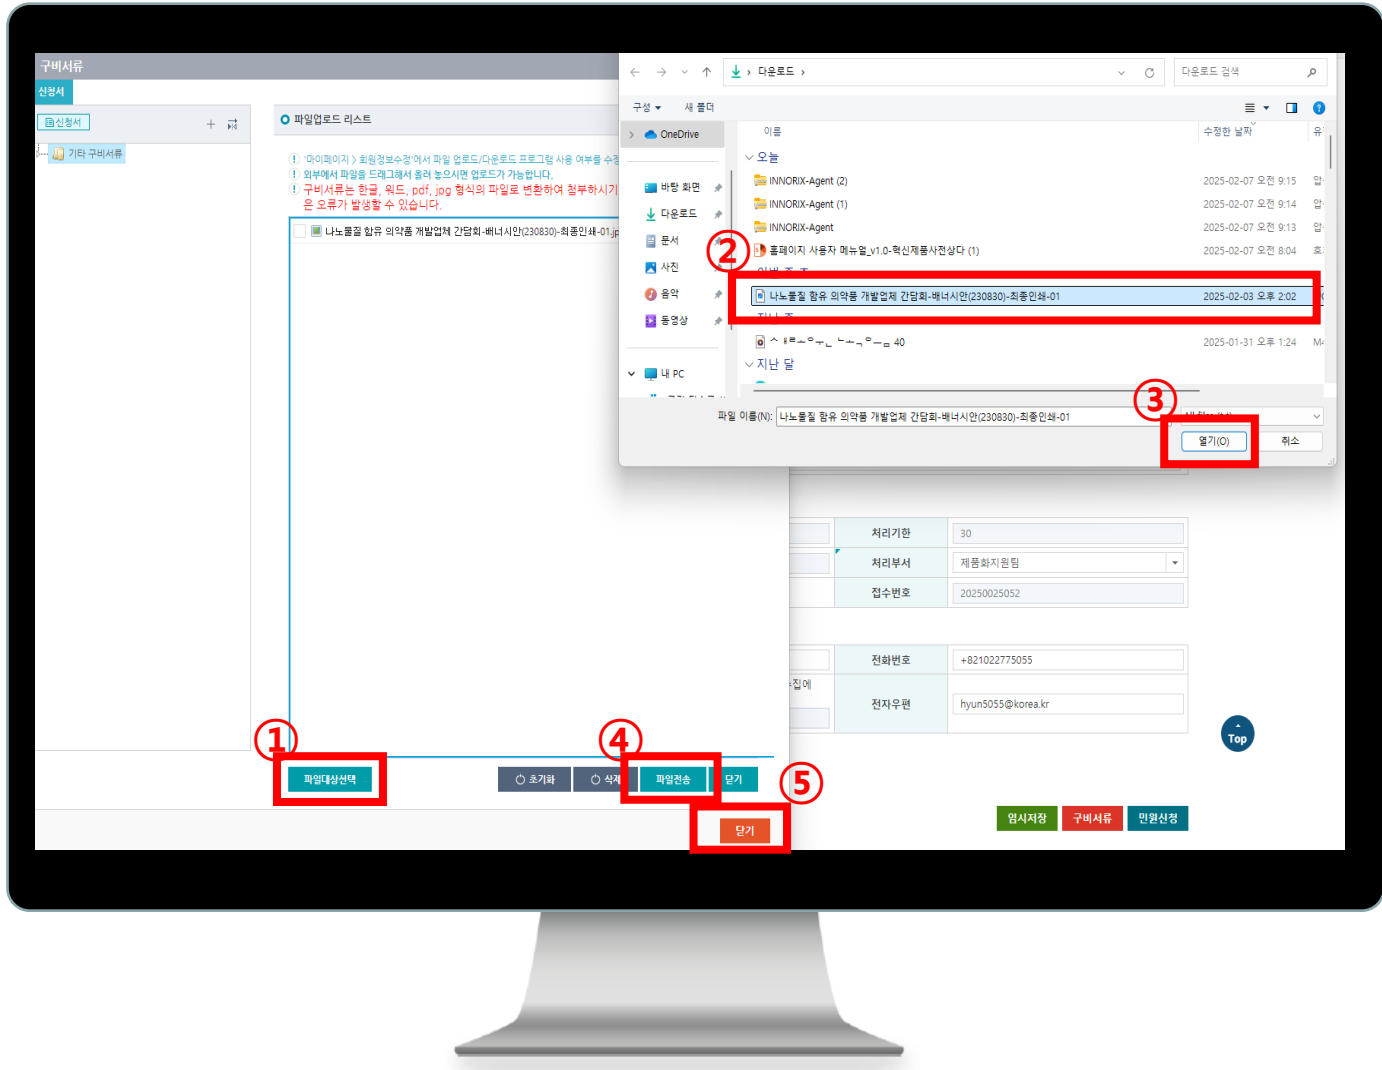 구비서류
신청서
신청서
기타 구비서류
파일업로드 리스트
'마이페이지 > 회원정보수정'에서 파일 업로드/다운로드 프로그램 사용 여부를 수정
외부에서 파일을 드래그해서 올려 놓으시면 업로드가 가능합니다.
구비서류는 한글, 워드, pdf, jpg 형식의 파일로 변환하여 첨부하시기
은 오류가 발생할 수 있습니다.
나노물질 함유 의약품 개발업체 간담회-배너시안(230830)-최종인쇄-01.jp
①
파일대상선택
초기화
삭제
④
파일전송
닫기
⑤
닫기
다운로드
다운로드 검색
구성
새 폴더
OneDrive
바탕 화면
다운로드
문서
사진
음악
동영상
내 PC
이름
수정한 날짜
오늘
INNORIX-Agent (2)
2025-02-07 오전 9:15
INNORIX-Agent (1)
2025-02-07 오전 9:14
INNORIX-Agent
2025-02-07 오전 9:13
②
홈페이지 사용자 메뉴얼_v1.0-혁신제품사전상다 (1)
2025-02-07 오전 8:04
나노물질 함유 의약품 개발업체 간담회-배너시안(230830)-최종인쇄-01
2025-02-03 오후 2:02
40
2025-01-31 오후 1:24
지난 달
③
파일 이름(N):
나노물질 함유 의약품 개발업체 간담회-배너시안(230830)-최종인쇄-01
열기(O)
취소
처리기한
30
처리부서
제품화지원팀
접수번호
20250025052
전화번호
+821022775055
수집에
전자우편
hyun5055@korea.kr
Top
임시저장
구비서류
민원신청